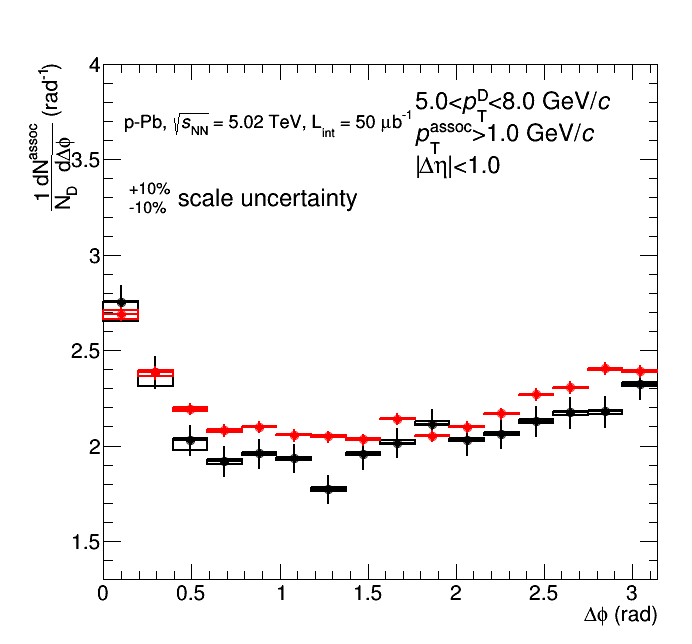 1 dN^assoc / N_D dΔϕ (rad⁻¹)
p-Pb, √s_NN = 5.02 TeV, L_int = 50 μb⁻¹
5.0<p_T^D<8.0 GeV/c
p_T^assoc>1.0 GeV/c
|Δη|<1.0
+10%
-10% scale uncertainty
4
3.5
3
2.5
2
1.5
0 0.5 1 1.5 2 2.5 3
Δϕ (rad)